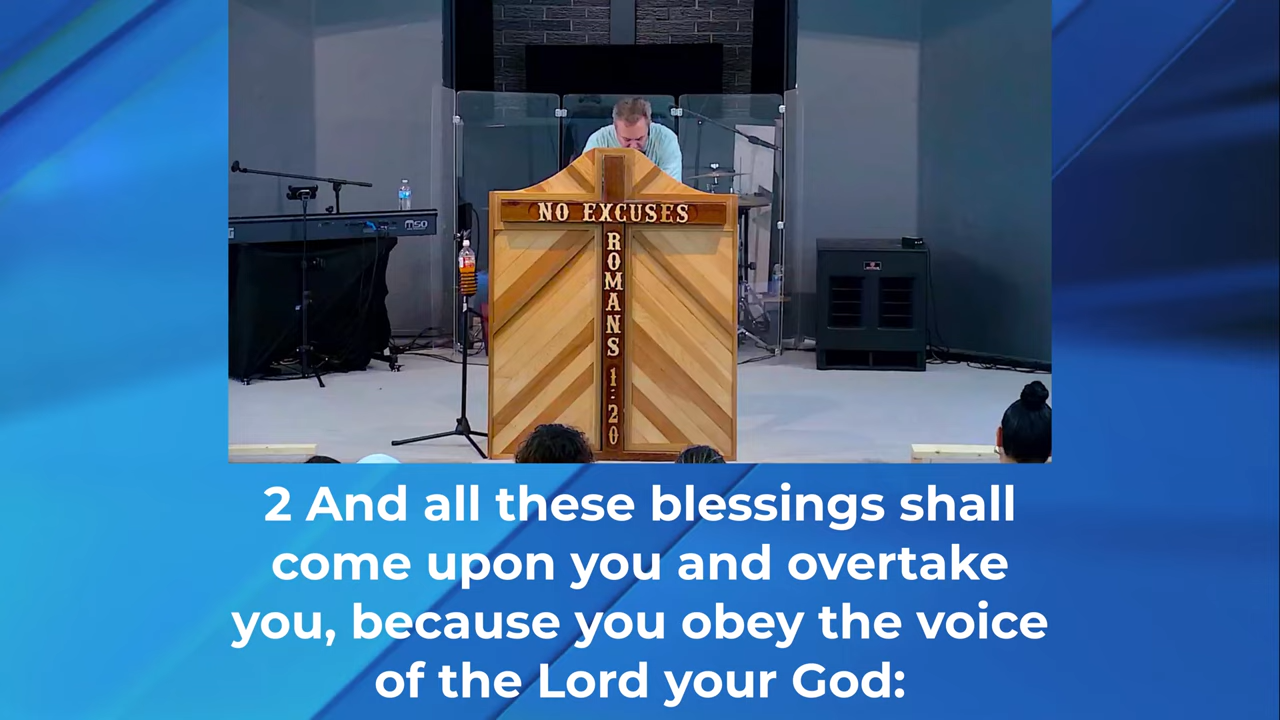 NO EXCUSES
ROMANS 1:20
2 And all these blessings shall
come upon you and overtake
you, because you obey the voice
of the Lord your God: